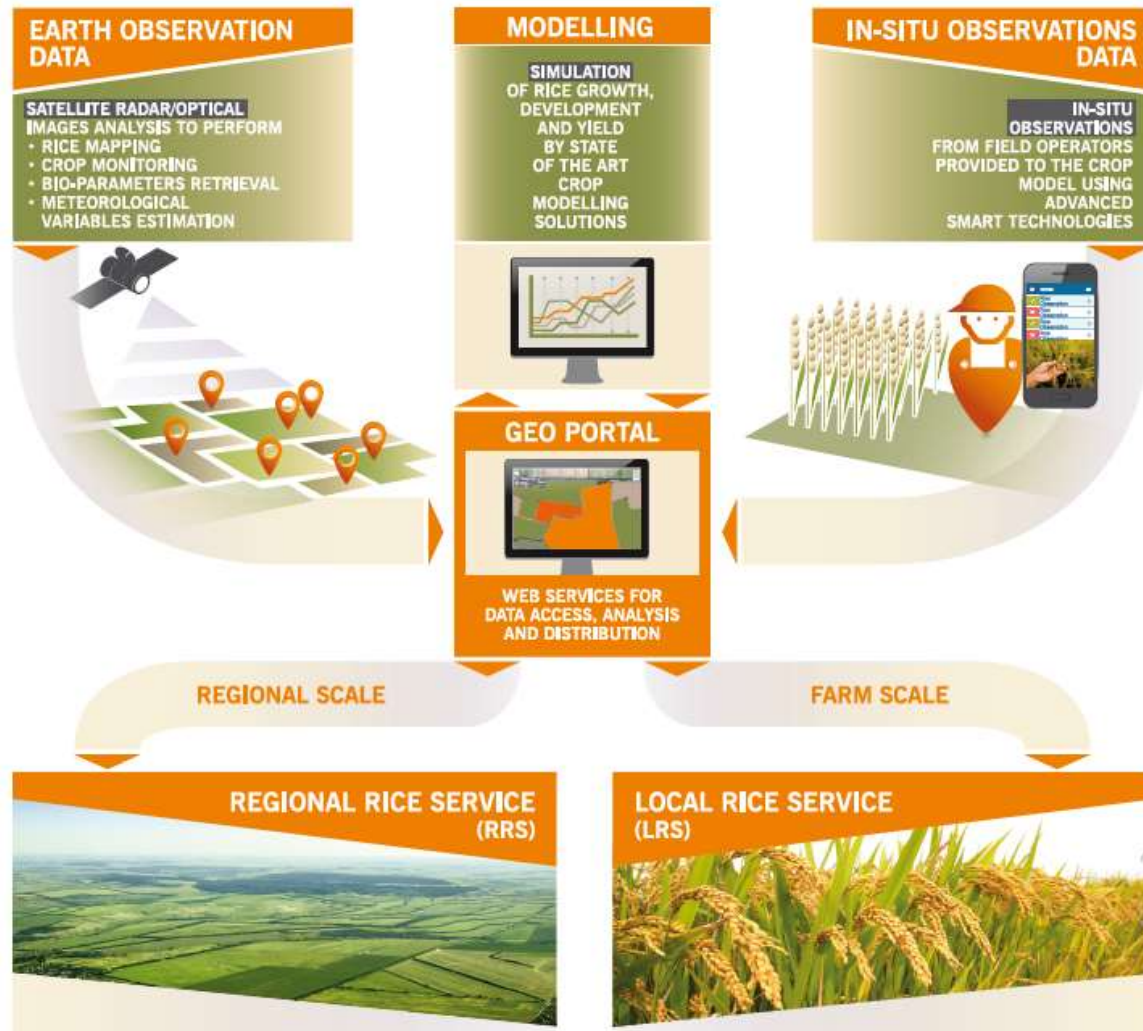 EARTH OBSERVATION
DATA
SATELLITE RADAR/OPTICAL
IMAGES ANALYSIS TO PERFORM
• RICE MAPPING
• CROP MONITORING
• BIO-PARAMETERS RETRIEVAL
• METEOROLOGICAL
VARIABLES ESTIMATION
MODELLING
SIMULATION
OF RICE GROWTH,
DEVELOPMENT
AND YIELD
BY STATE
OF THE ART
CROP
MODELLING
SOLUTIONS
IN-SITU OBSERVATIONS
DATA
IN-SITU
OBSERVATIONS
FROM FIELD OPERATORS
PROVIDED TO THE CROP
MODEL USING
ADVANCED
SMART TECHNOLOGIES
GEO PORTAL
WEB SERVICES FOR
DATA ACCESS, ANALYSIS
AND DISTRIBUTION
REGIONAL SCALE
FARM SCALE
REGIONAL RICE SERVICE
(RRS)
LOCAL RICE SERVICE
(LRS)